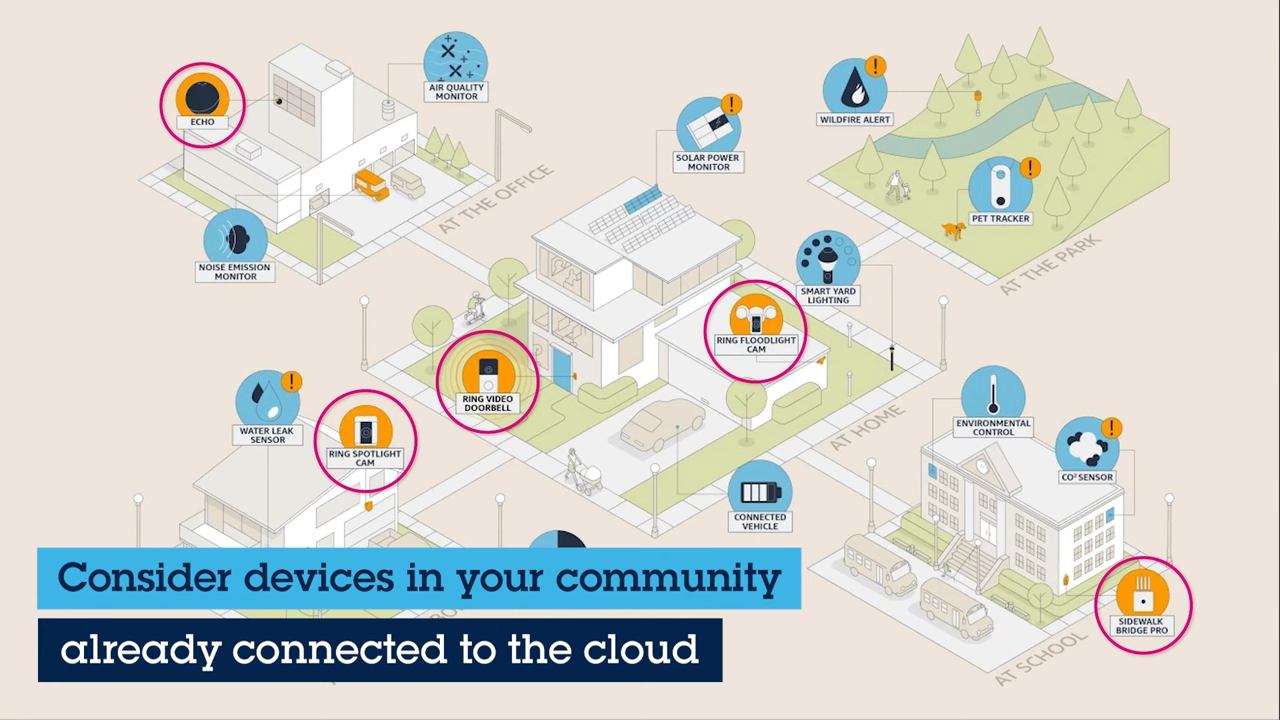 ECHO
AIR QUALITY
MONITOR
NOISE EMISSION
MONITOR
AT THE OFFICE
SOLAR POWER
MONITOR
WILDFIRE ALERT
PET TRACKER
AT THE PARK
SMART YARD
LIGHTING
RING FLOODLIGHT
CAM
RING VIDEO
DOORBELL
WATER LEAK
SENSOR
RING SPOTLIGHT
CAM
AT HOME
CONNECTED
VEHICLE
ENVIRONMENTAL
CONTROL
CO² SENSOR
SIDEWALK
BRIDGE PRO
AT SCHOOL
Consider devices in your community
already connected to the cloud